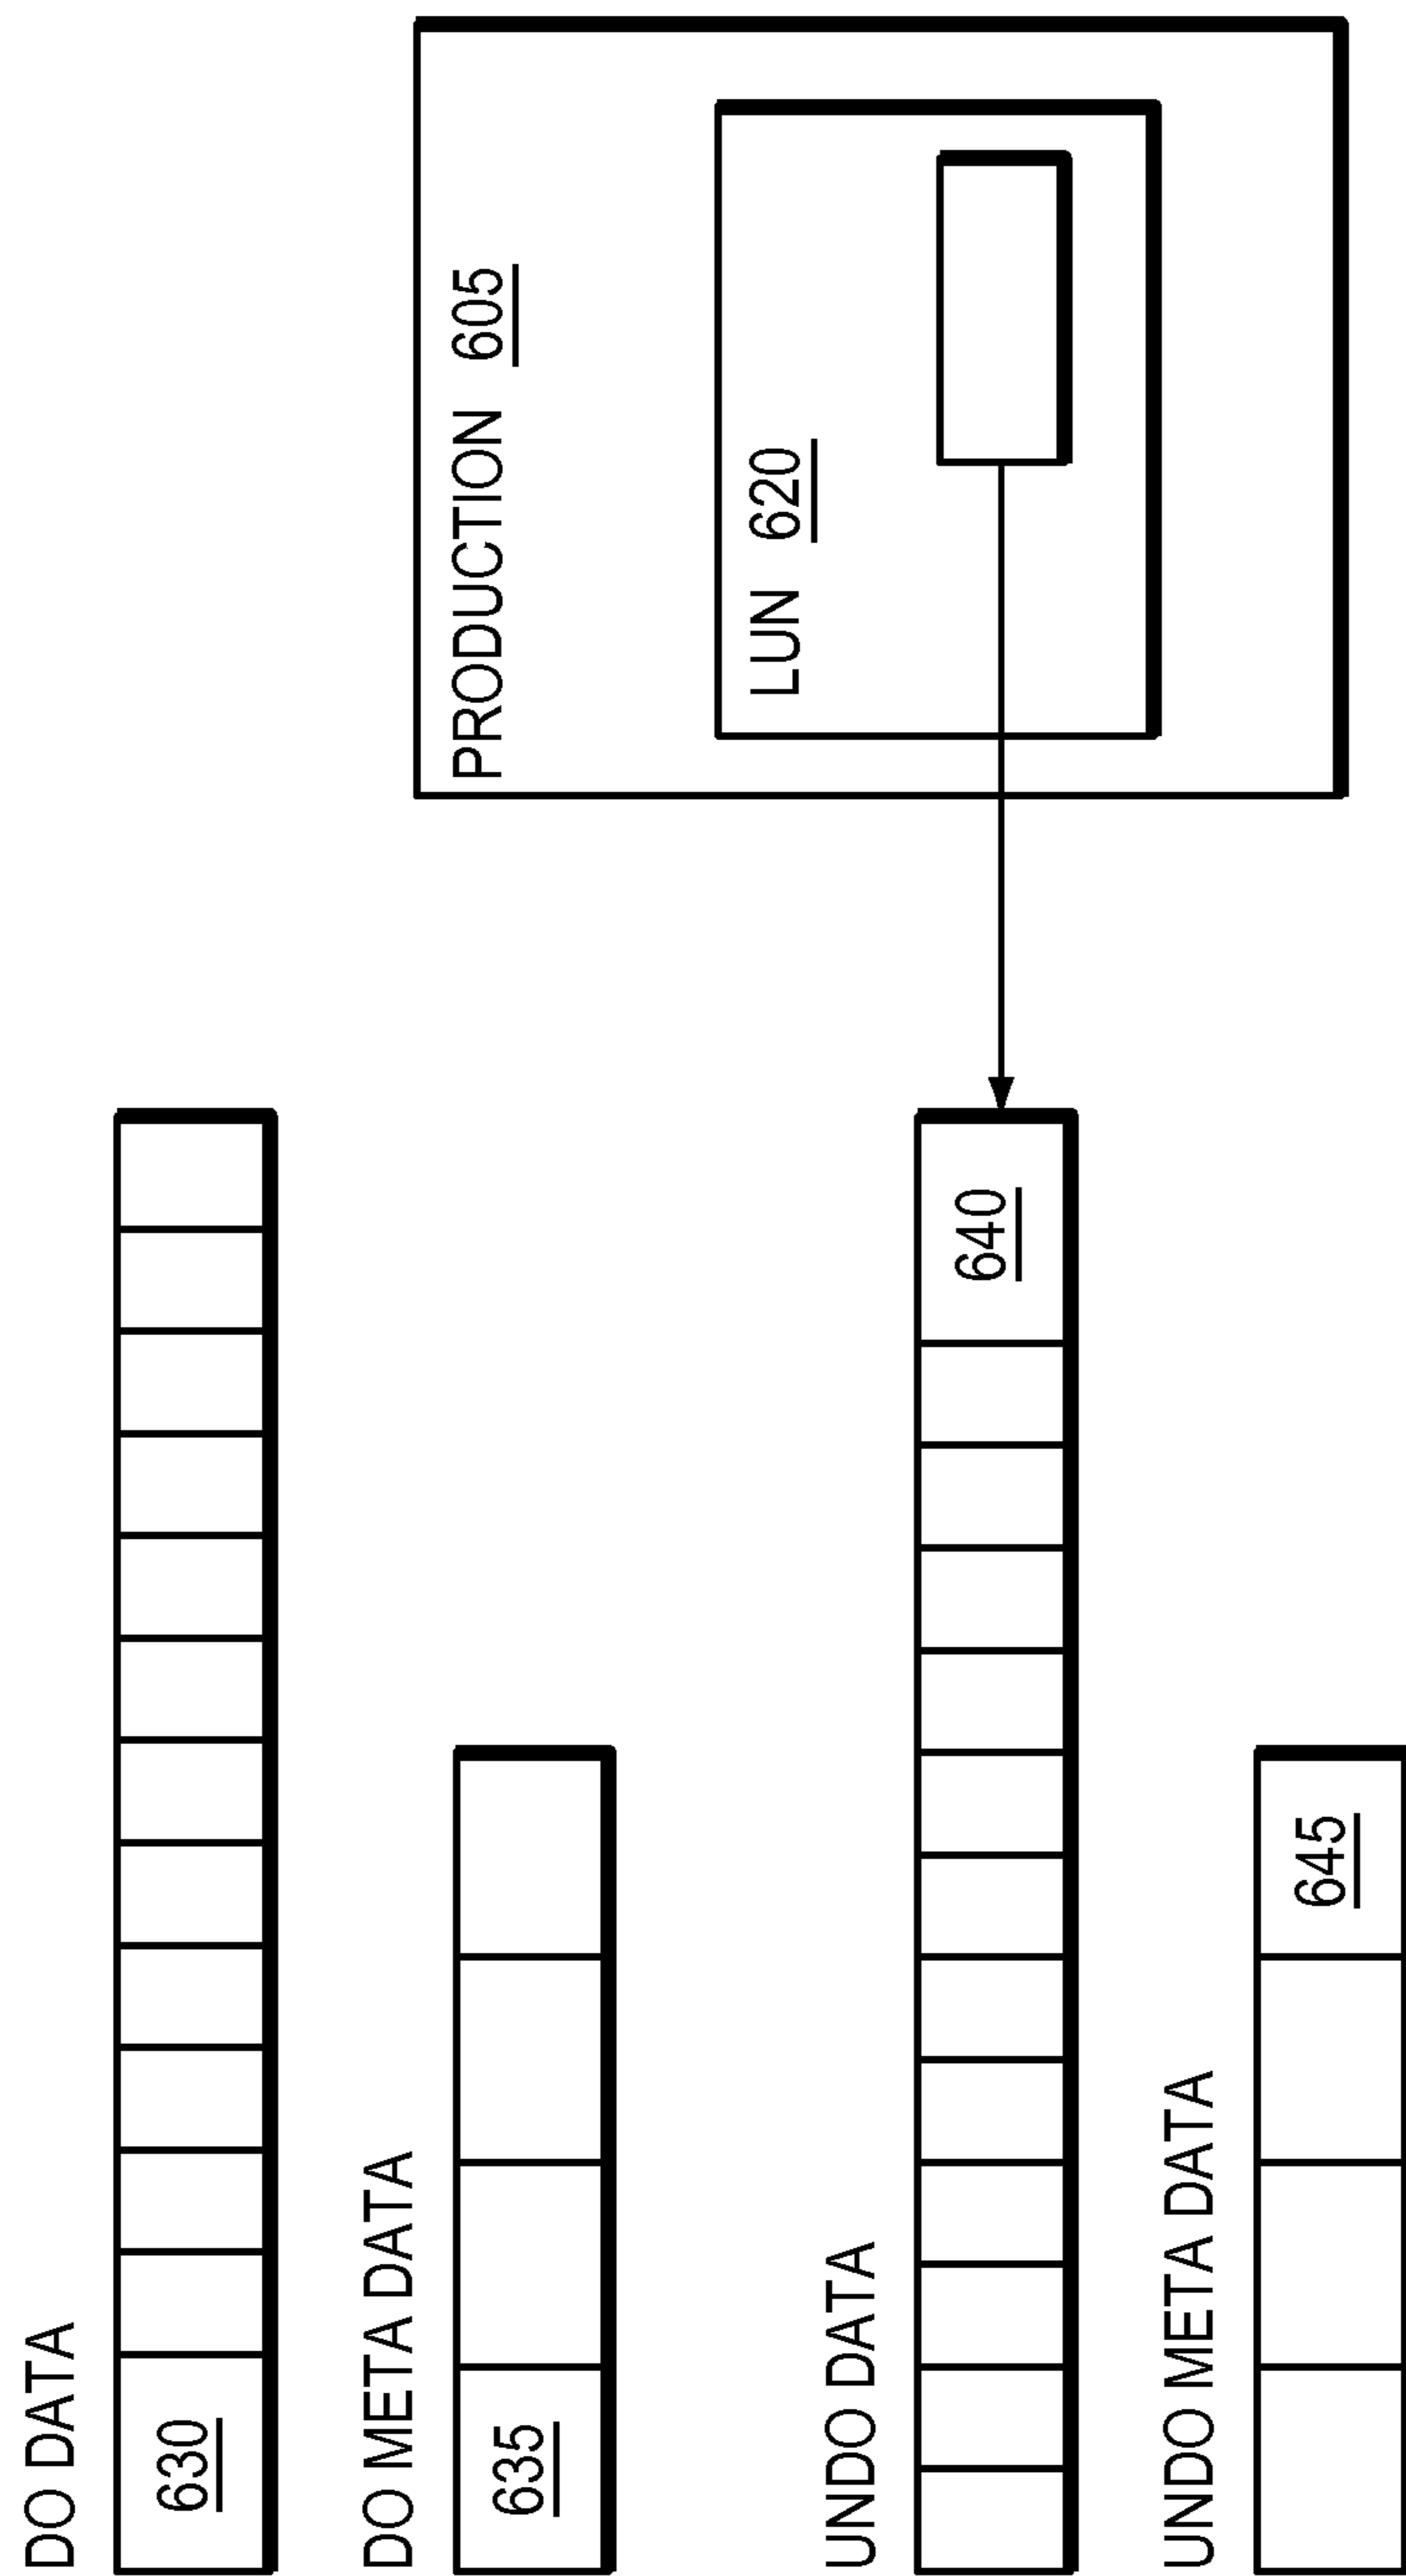 DO DATA
630
DO META DATA
635
PRODUCTION 605
LUN 620
UNDO DATA
640
UNDO META DATA
645